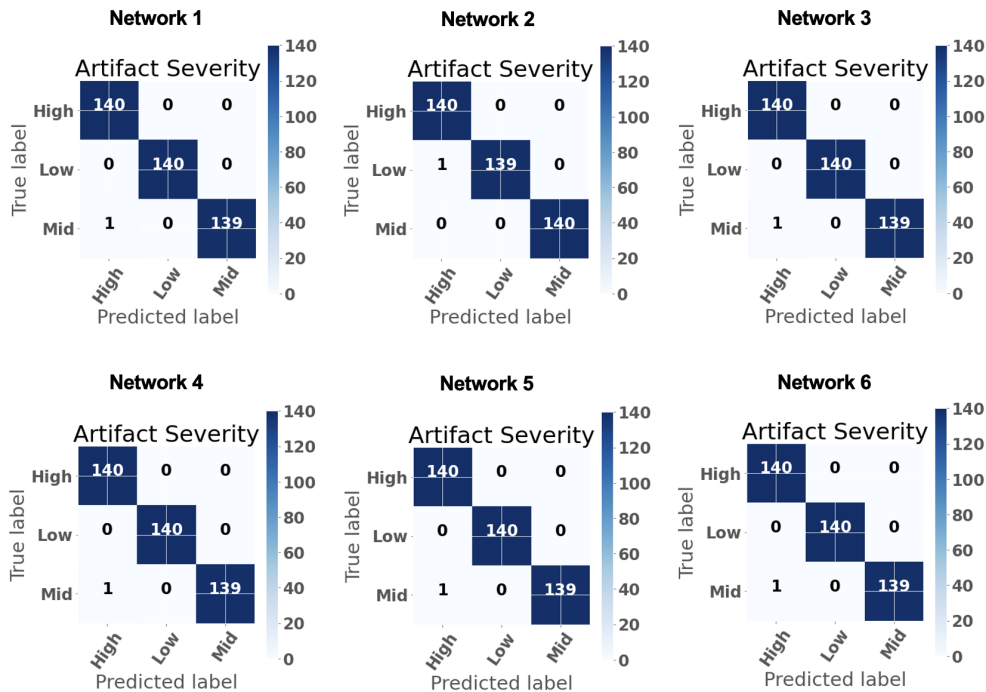 Network 1
Artifact Severity
140
120
100
80
60
40
20
0
True label
High
140 0 0
Low
0 140 0
Mid
1 0 139
High Low Mid
Predicted label
Network 2
Artifact Severity
140
120
100
80
60
40
20
0
True label
High
140 0 0
Low
1 139 0
Mid
0 0 140
High Low Mid
Predicted label
Network 3
Artifact Severity
140
120
100
80
60
40
20
0
True label
High
140 0 0
Low
0 140 0
Mid
1 0 139
High Low Mid
Predicted label
Network 4
Artifact Severity
140
120
100
80
60
40
20
0
True label
High
140 0 0
Low
0 140 0
Mid
1 0 139
High Low Mid
Predicted label
Network 5
Artifact Severity
140
120
100
80
60
40
20
0
True label
High
140 0 0
Low
0 140 0
Mid
1 0 139
High Low Mid
Predicted label
Network 6
Artifact Severity
140
120
100
80
60
40
20
0
True label
High
140 0 0
Low
0 140 0
Mid
1 0 139
High Low Mid
Predicted label